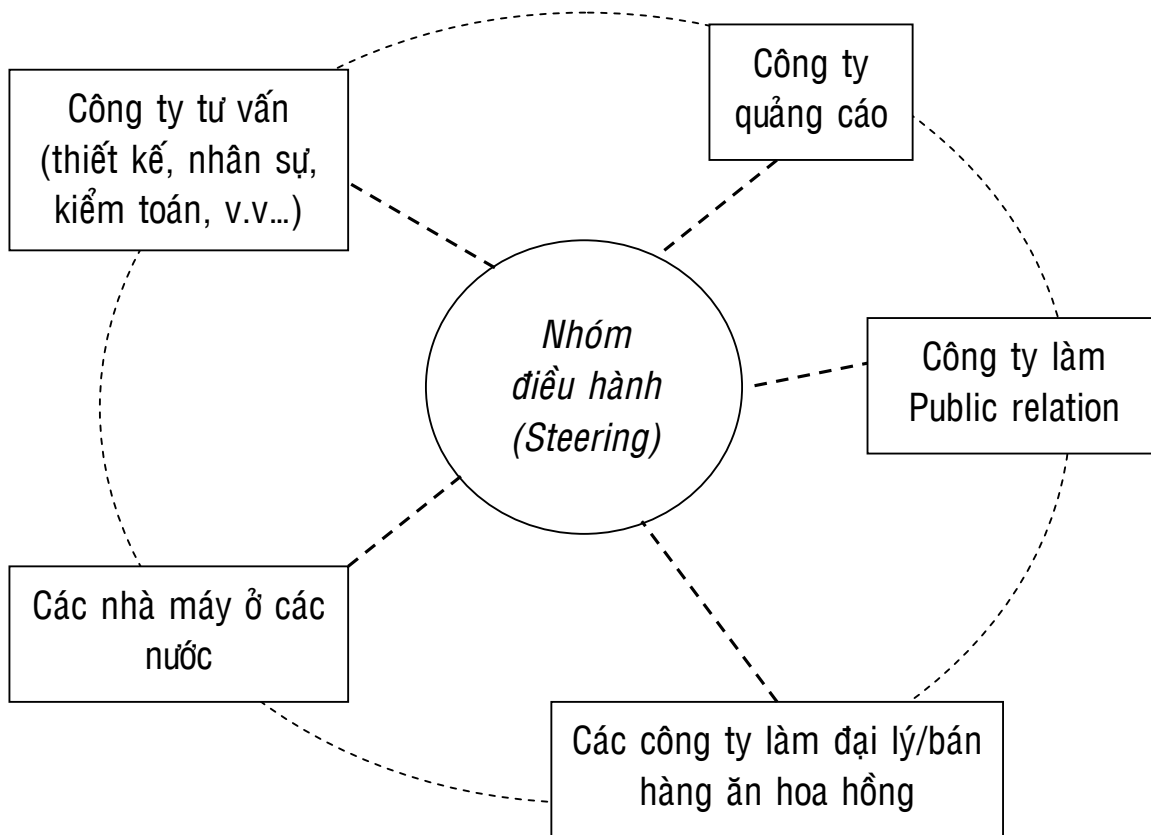 Công ty tư vấn
(thiết kế, nhân sự,
kiểm toán, v.v...)
Công ty
quảng cáo
Nhóm
điều hành
(Steering)
Công ty làm
Public relation
Các nhà máy ở các
nước
Các công ty làm đại lý/bán
hàng ăn hoa hồng